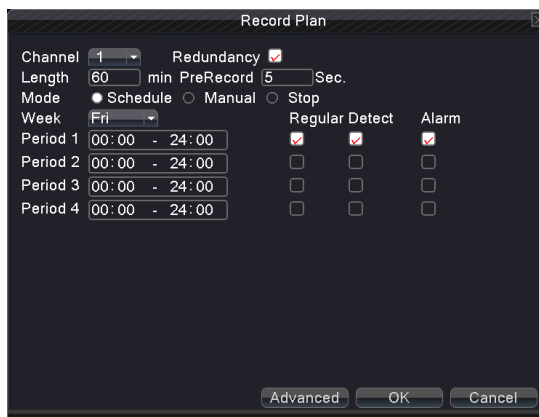 Record Plan
Channel 1 Redundancy
Length 60 min PreRecord 5 Sec.
Mode Schedule Manual Stop
Week Fri Regular Detect Alarm
Period 1 00:00 - 24:00
Period 2 00:00 - 24:00
Period 3 00:00 - 24:00
Period 4 00:00 - 24:00
Advanced OK Cancel